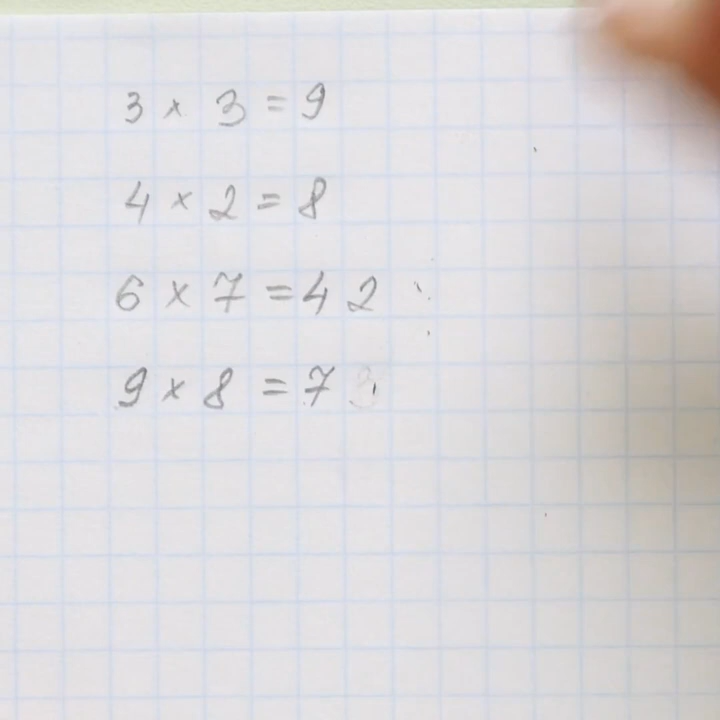 3 × 3 = 9
4 × 2 = 8
6 × 7 = 42
9 × 8 = 7